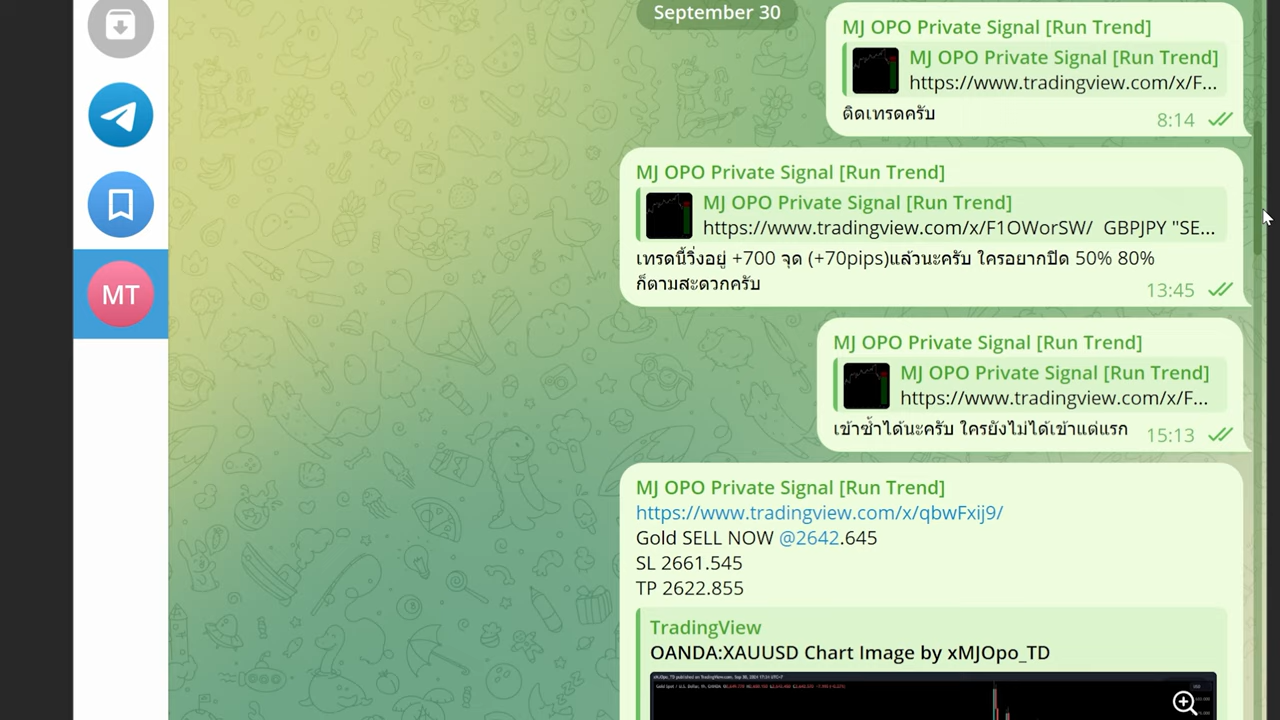 September 30
MJ OPO Private Signal [Run Trend]
MJ OPO Private Signal [Run Trend]
https://www.tradingview.com/x/F...
ติดเทรดครับ
8:14
MJ OPO Private Signal [Run Trend]
MJ OPO Private Signal [Run Trend]
https://www.tradingview.com/x/F1OWorSW/ GBPJPY "SE...
เทรดนี้วิ่งอยู่ +700 จุด (+70pips)แล้วนะครับ ใครอยากปิด 50% 80%
ก็ตามสะดวกครับ
13:45
MT
MJ OPO Private Signal [Run Trend]
MJ OPO Private Signal [Run Trend]
https://www.tradingview.com/x/F...
เข้าซ้ำได้นะครับ ใครยังไม่ได้เข้าแต่แรก
15:13
MJ OPO Private Signal [Run Trend]
https://www.tradingview.com/x/qbwFxij9/
Gold SELL NOW @2642.645
SL 2661.545
TP 2622.855
TradingView
OANDA:XAUUSD Chart Image by xMJOpo_TD